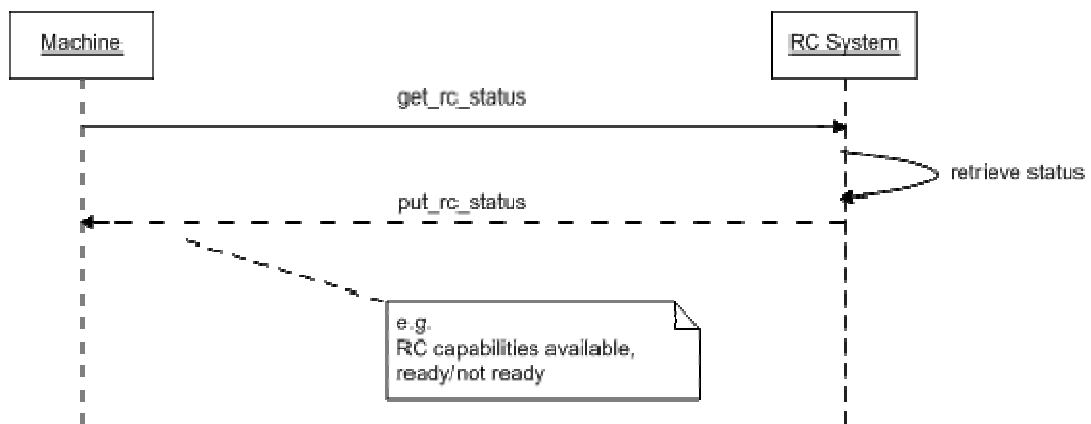 Machine
RC System
get_rc_status
retrieve status
put_rc_status
e.g.
RC capabilities available,
ready/not ready